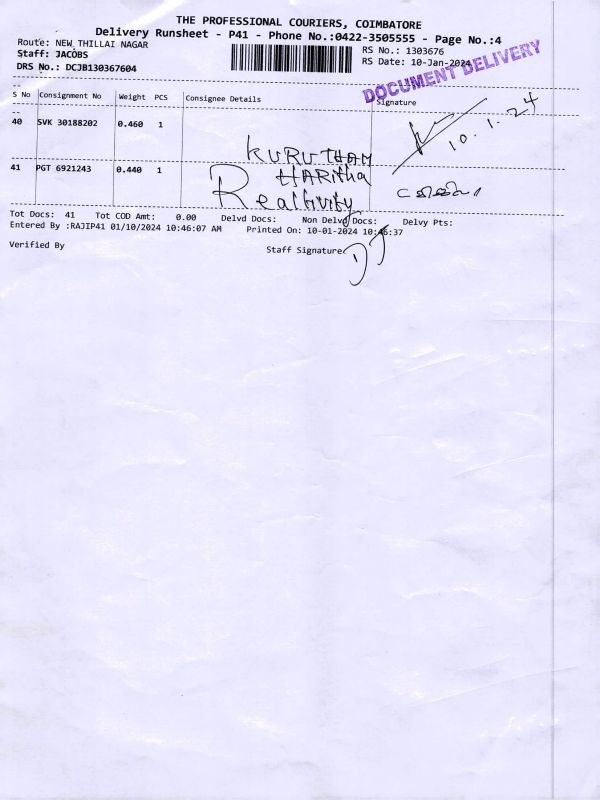 THE PROFESSIONAL COURIERS, COIMBATORE
Delivery Runsheet - P41 - Phone No.:0422-3505555 - Page No.:4
Route: NEW THILLAI NAGAR RS No.: 1303676
Staff: JACOBS RS Date: 10-Jan-2024
DRS No.: DCJB130367604
DOCUMENT DELIVERY
S No Consignment No Weight PCS Consignee Details Signature
40 SVK 30188202 0.460 1
10.1.24
KURUTHAM
41 PGT 6921243 0.440 1 HARitha
Realtivity
Tot Docs: 41 Tot COD Amt: 0.00 Delvd Docs: Non Delvd Docs: Delvy Pts:
Entered By :RAJIP41 01/10/2024 10:46:07 AM Printed On: 10-01-2024 10:46:37
Verified By Staff Signature